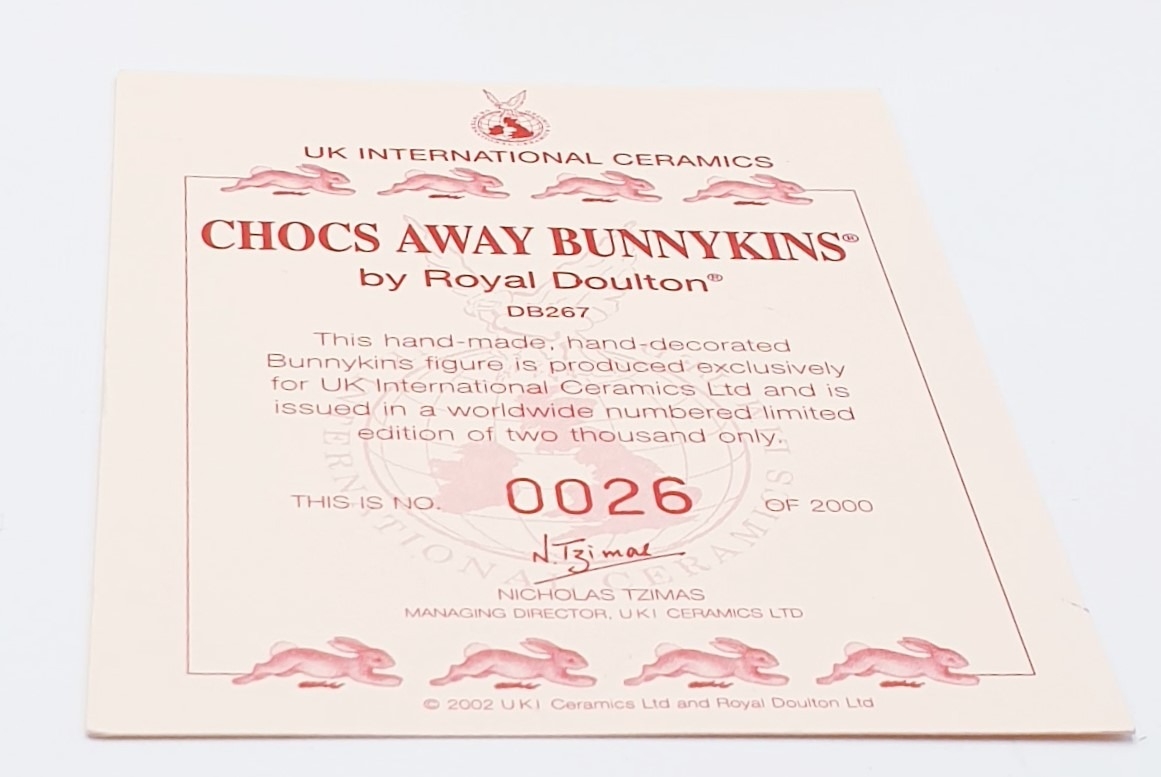 UK INTERNATIONAL CERAMICS
CHOCS AWAY BUNNYKINS®
by Royal Doulton®
DB267
This hand-made, hand-decorated
Bunnykins figure is produced exclusively
for UK International Ceramics Ltd and is
issued in a worldwide numbered limited
edition of two thousand only.
THIS IS NO. 0026 OF 2000
N. Tzimas
NICHOLAS TZIMAS
MANAGING DIRECTOR, UKI CERAMICS LTD
© 2002 UKI Ceramics Ltd and Royal Doulton Ltd